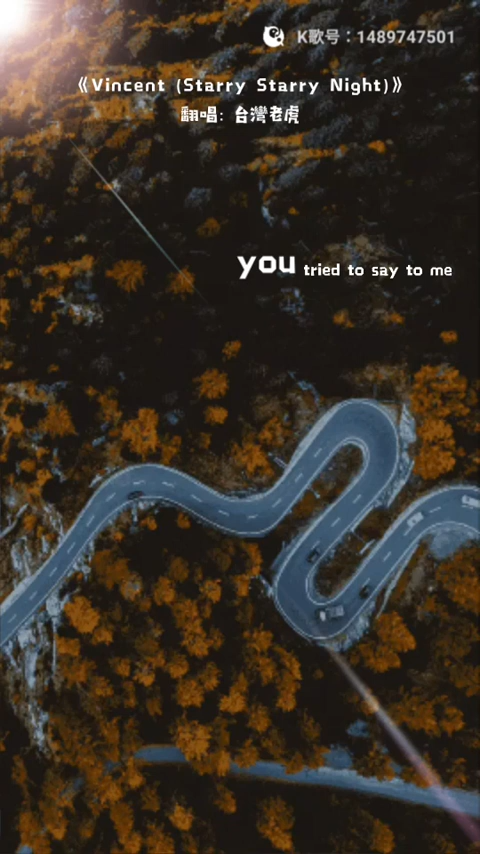 K歌号：1489747501
《Vincent (Starry Starry Night)》
翻唱: 台灣老虎
you tried to say to me